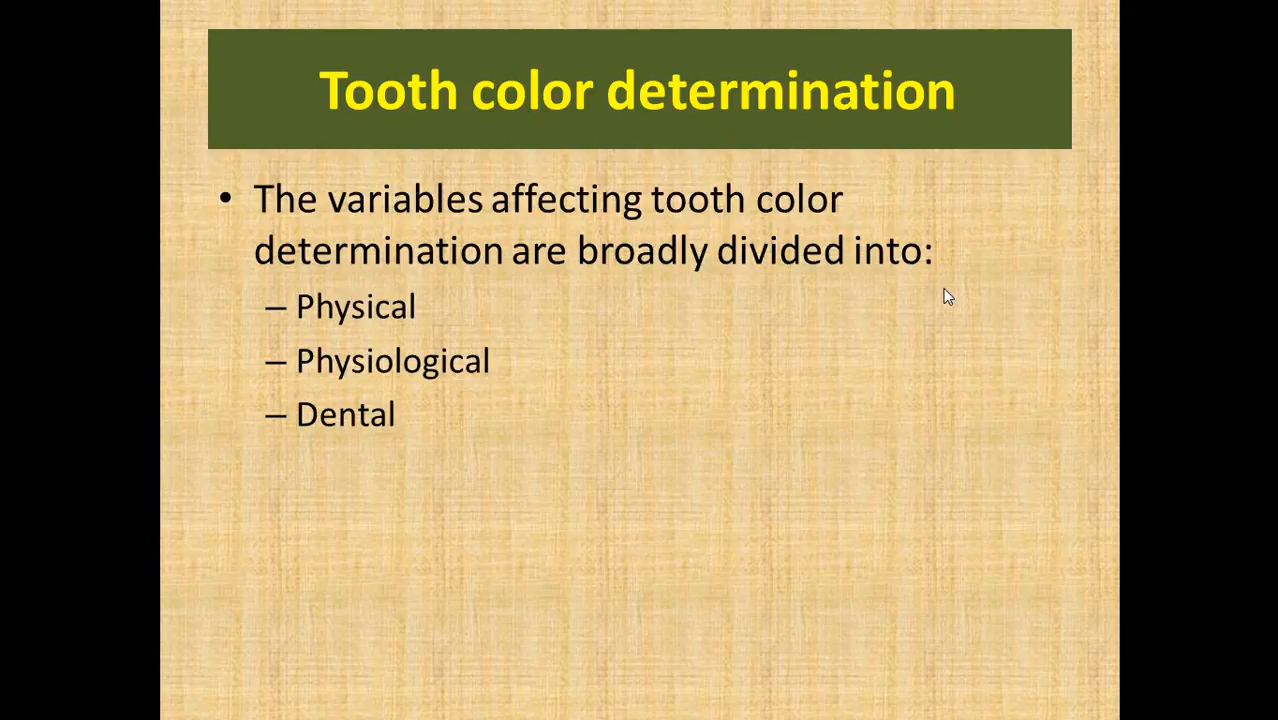 Tooth color determination
• The variables affecting tooth color
determination are broadly divided into:
– Physical
– Physiological
– Dental